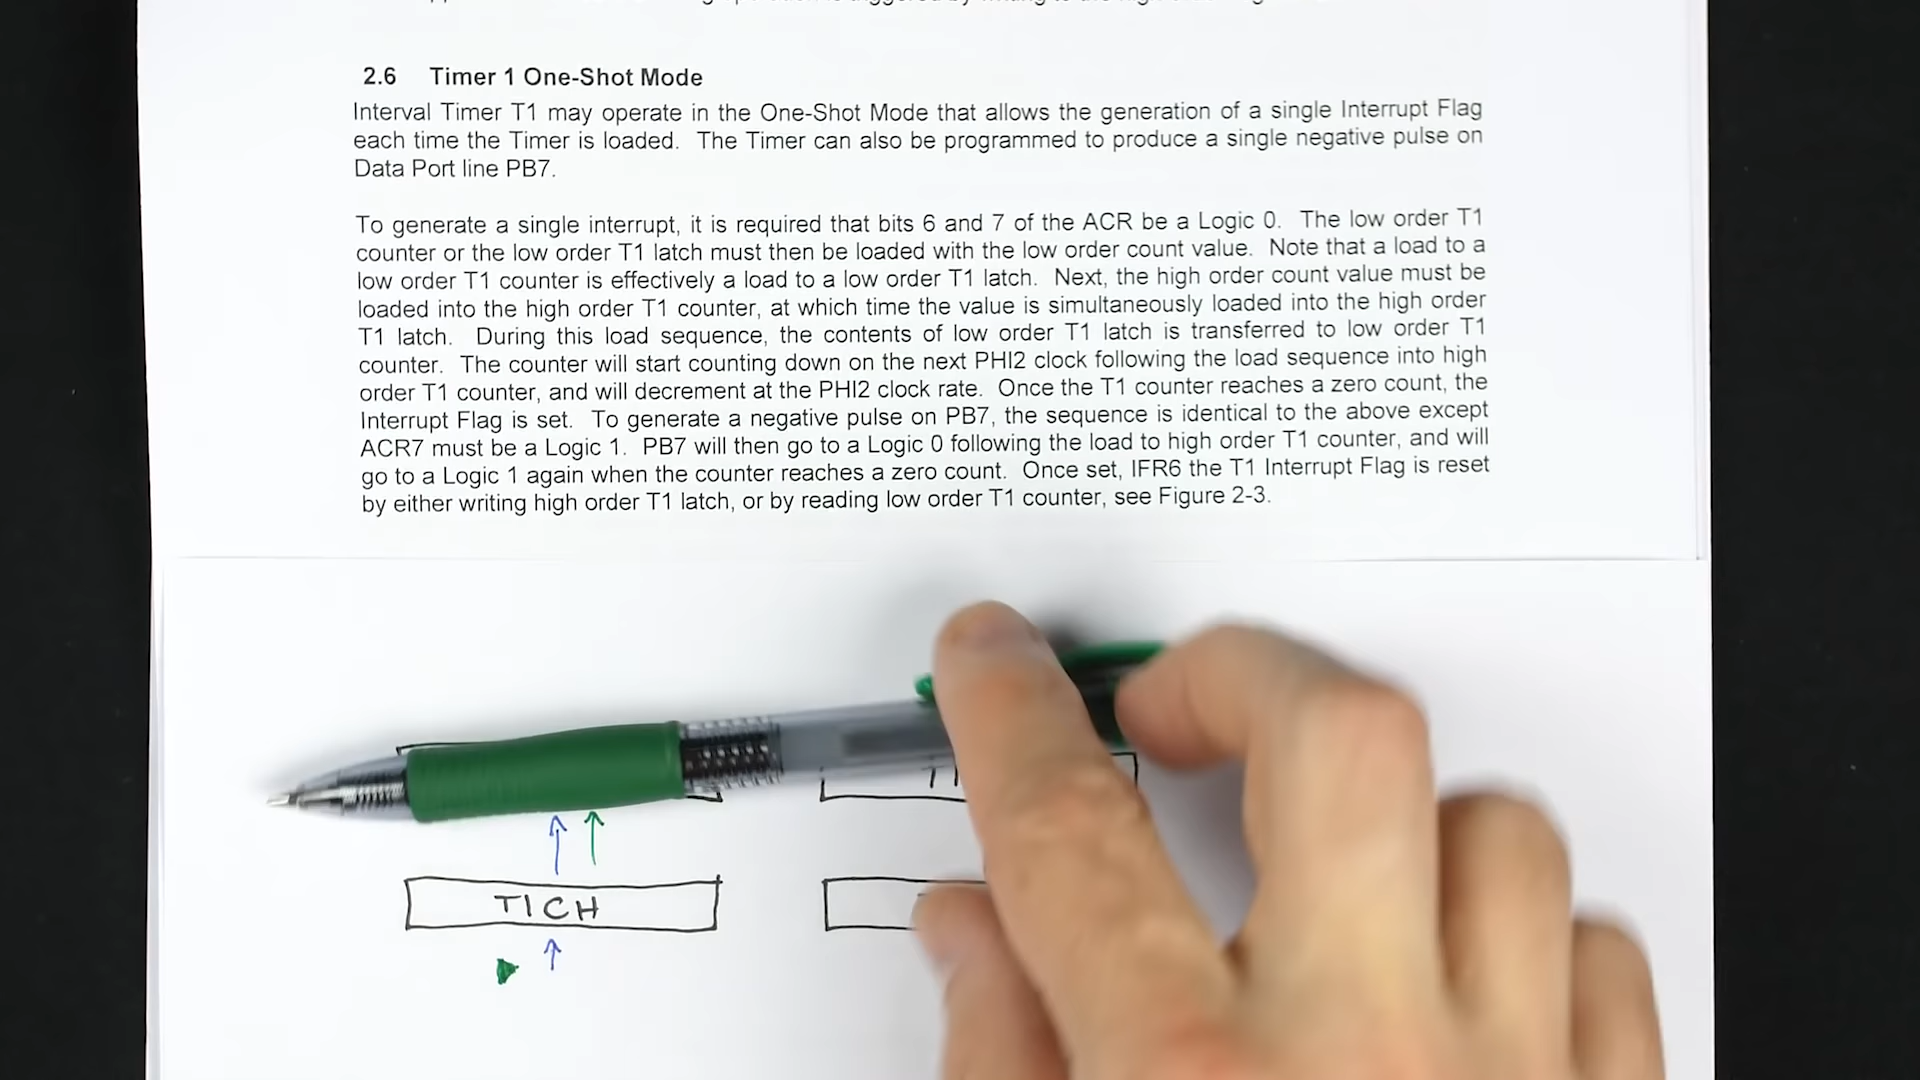 2.6 Timer 1 One-Shot Mode
Interval Timer T1 may operate in the One-Shot Mode that allows the generation of a single Interrupt Flag
each time the Timer is loaded. The Timer can also be programmed to produce a single negative pulse on
Data Port line PB7.
To generate a single interrupt, it is required that bits 6 and 7 of the ACR be a Logic 0. The low order T1
counter or the low order T1 latch must then be loaded with the low order count value. Note that a load to a
low order T1 counter is effectively a load to a low order T1 latch. Next, the high order count value must be
loaded into the high order T1 counter, at which time the value is simultaneously loaded into the high order
T1 latch. During this load sequence, the contents of low order T1 latch is transferred to low order T1
counter. The counter will start counting down on the next PHI2 clock following the load sequence into high
order T1 counter, and will decrement at the PHI2 clock rate. Once the T1 counter reaches a zero count, the
Interrupt Flag is set. To generate a negative pulse on PB7, the sequence is identical to the above except
ACR7 must be a Logic 1. PB7 will then go to a Logic 0 following the load to high order T1 counter, and will
go to a Logic 1 again when the counter reaches a zero count. Once set, IFR6 the T1 Interrupt Flag is reset
by either writing high order T1 latch, or by reading low order T1 counter, see Figure 2-3.
T1CH